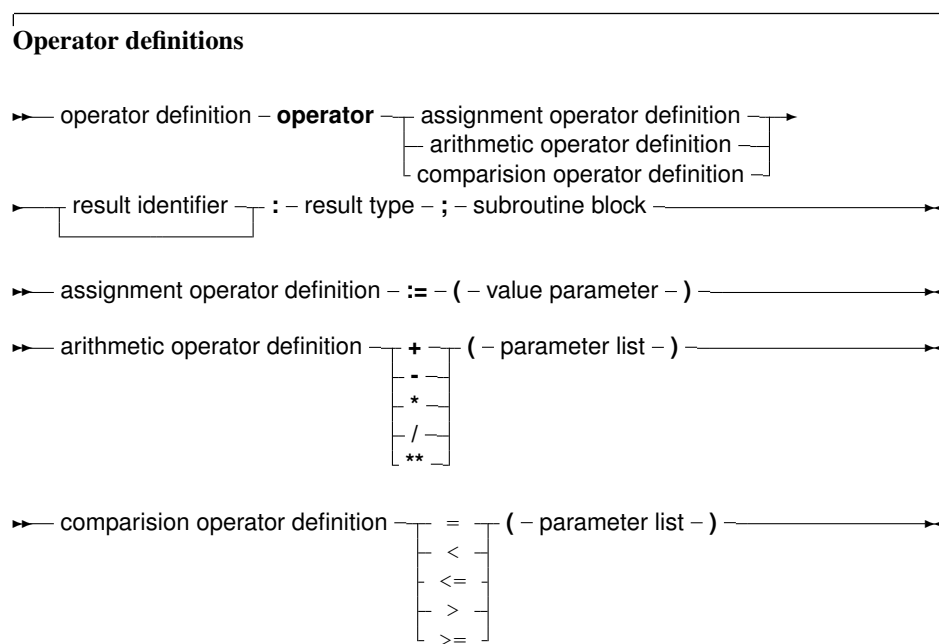 Operator definitions
operator definition – operator – assignment operator definition –
arithmetic operator definition
comparision operator definition
result identifier : – result type – ; – subroutine block
assignment operator definition – := – ( – value parameter – )
arithmetic operator definition + ( – parameter list – )
-
*
/
**
comparision operator definition = ( – parameter list – )
<
<=
>
>=